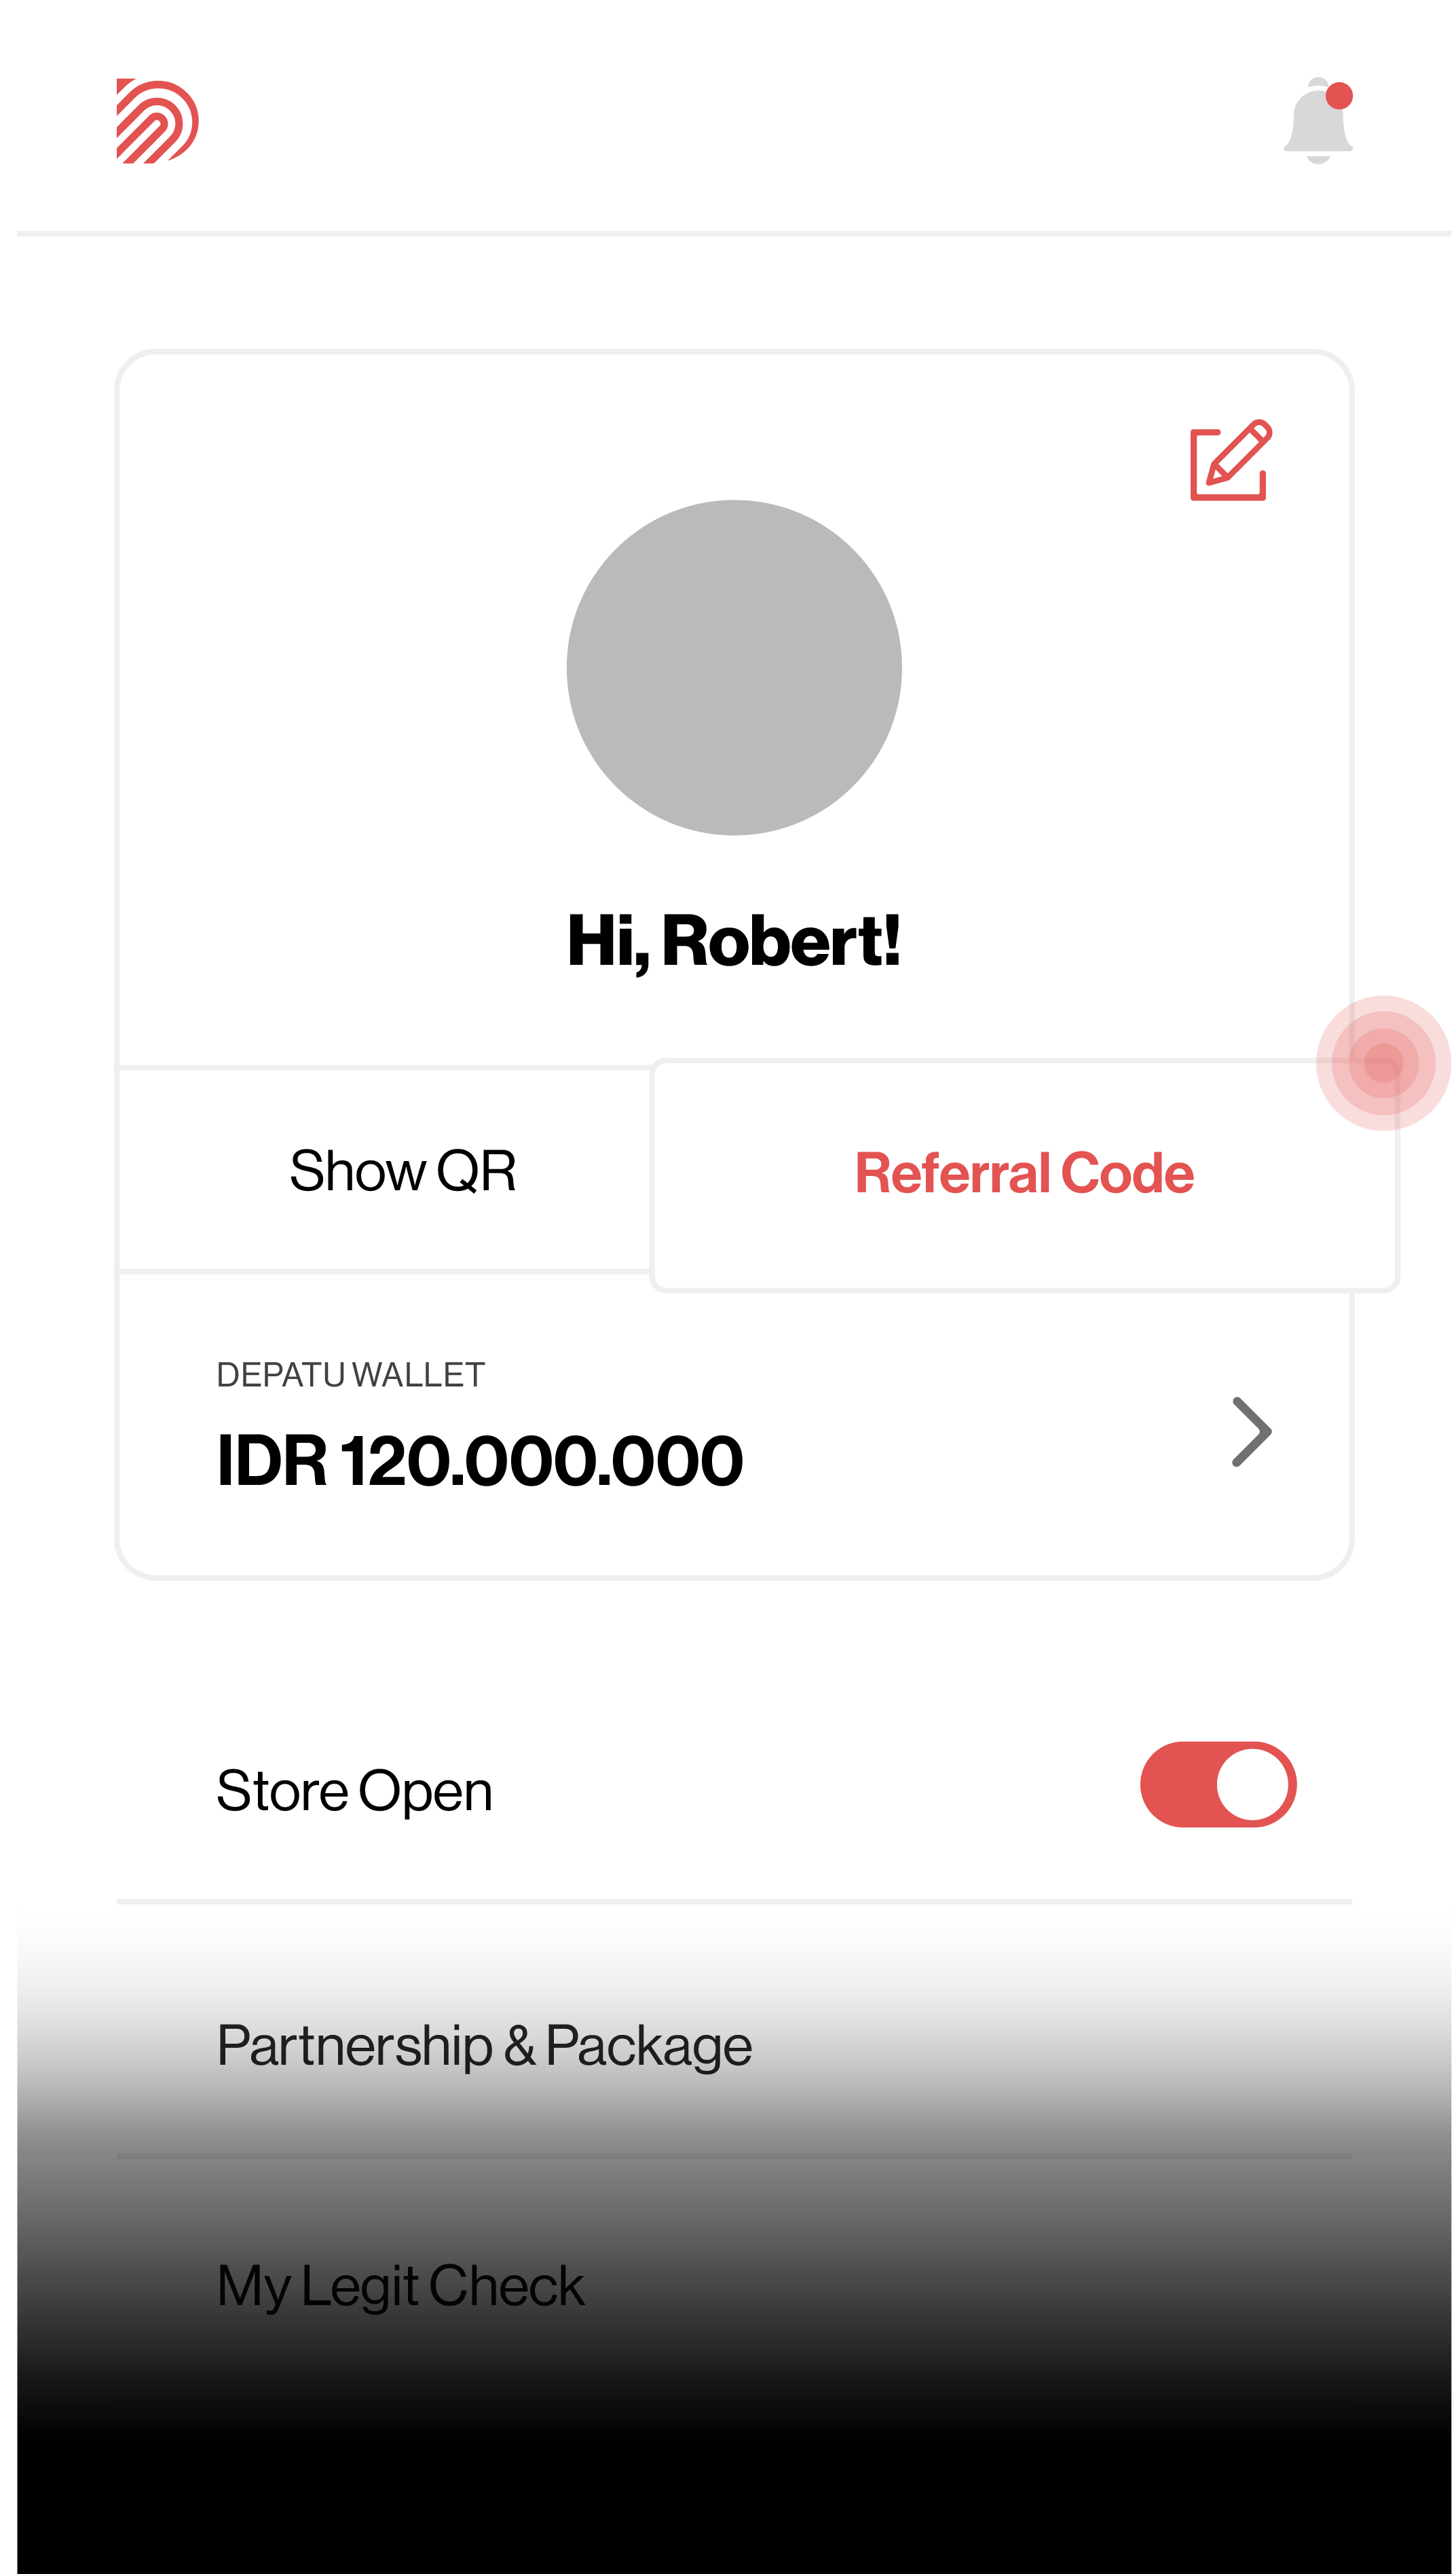 Hi, Robert!
Show QR
Referral Code
DEPATU WALLET
IDR 120.000.000
Store Open
Partnership & Package
My Legit Check